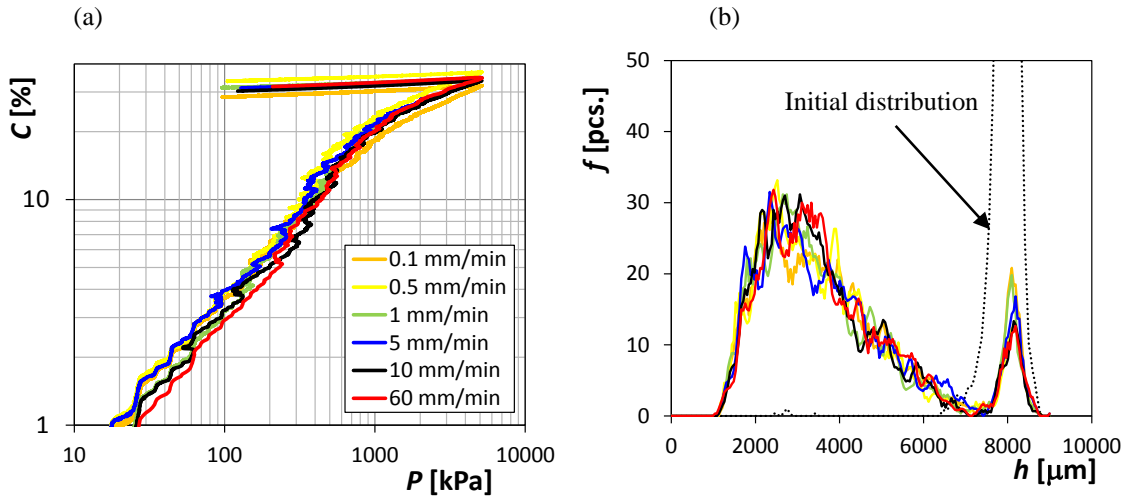 (a)
C [%]
10
1
10
100
1000
10000
P [kPa]
0.1 mm/min
0.5 mm/min
1 mm/min
5 mm/min
10 mm/min
60 mm/min
(b)
f [pcs.]
50
40
30
20
10
0
0
2000
4000
6000
8000
10000
h [μm]
Initial distribution